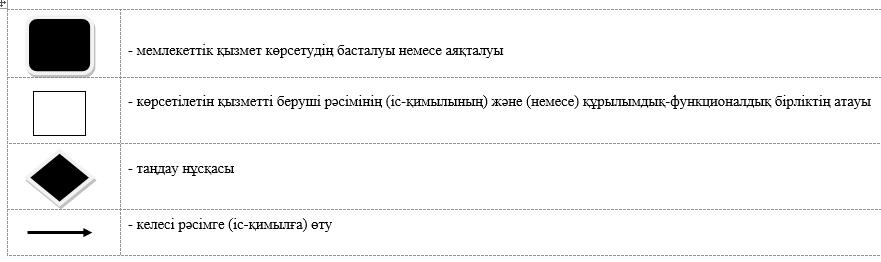 - мемлекеттік қызмет көрсетудің басталуы немесе аяқталуы
- көрсетілетін қызметті беруші рәсімінің (іс-қимылының) және (немесе) құрылымдық-функционалдық бірліктің атауы
- таңдау нұсқасы
- келесі рәсімге (іс-қимылға) өту